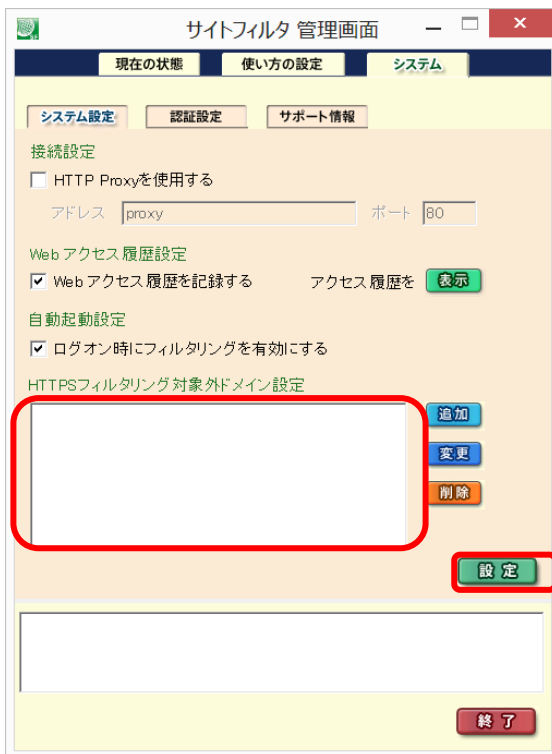 サイトフィルタ 管理画面
現在の状態 使い方の設定 システム
システム設定 認証設定 サポート情報
接続設定
HTTP Proxyを使用する
アドレス proxy ポート 80
Webアクセス履歴設定
Webアクセス履歴を記録する アクセス履歴を 表示
自動起動設定
ログオン時にフィルタリングを有効にする
HTTPSフィルタリング対象外ドメイン設定
追加
変更
削除
設定
終了